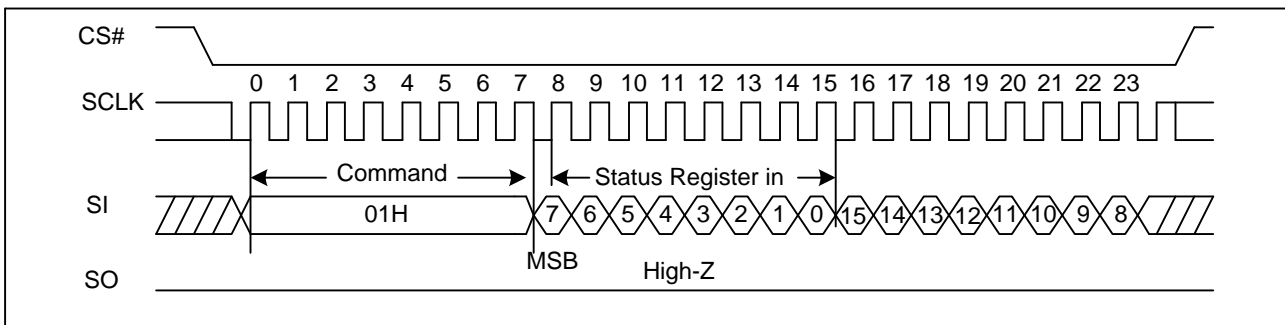 CS#
0 1 2 3 4 5 6 7 8 9 10 11 12 13 14 15 16 17 18 19 20 21 22 23
SCLK
Command Status Register in
SI 01H 7 6 5 4 3 2 1 0 15 14 13 12 11 10 9 8
MSB High-Z
SO